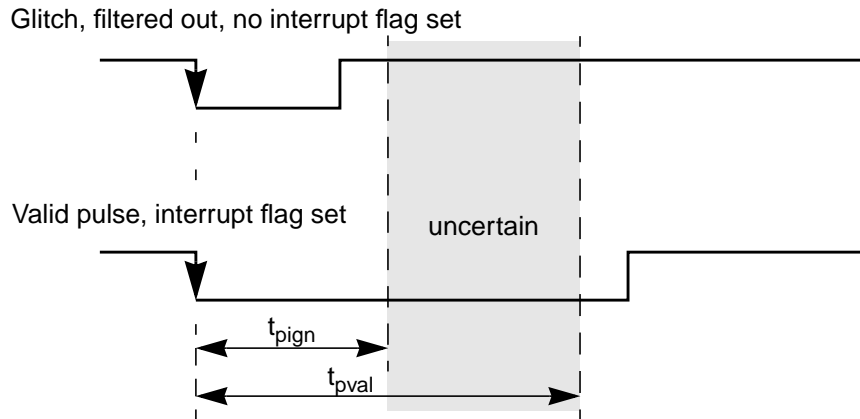 Glitch, filtered out, no interrupt flag set
Valid pulse, interrupt flag set
uncertain
tpign
tpval